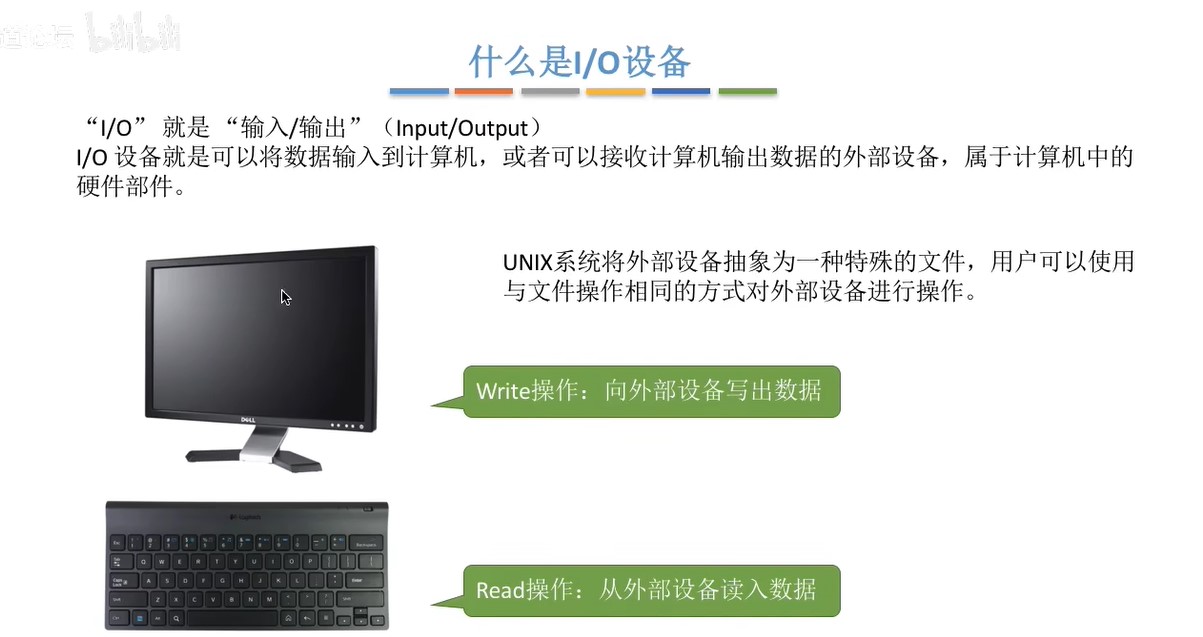 bilibili
什么是I/O设备
“I/O” 就是 “输入/输出”（Input/Output）
I/O 设备就是可以将数据输入到计算机，或者可以接收计算机输出数据的外部设备，属于计算机中的
硬件部件。
UNIX系统将外部设备抽象为一种特殊的文件，用户可以使用
与文件操作相同的方式对外部设备进行操作。
DELL
Write操作：向外部设备写出数据
Logitech
Read操作：从外部设备读入数据